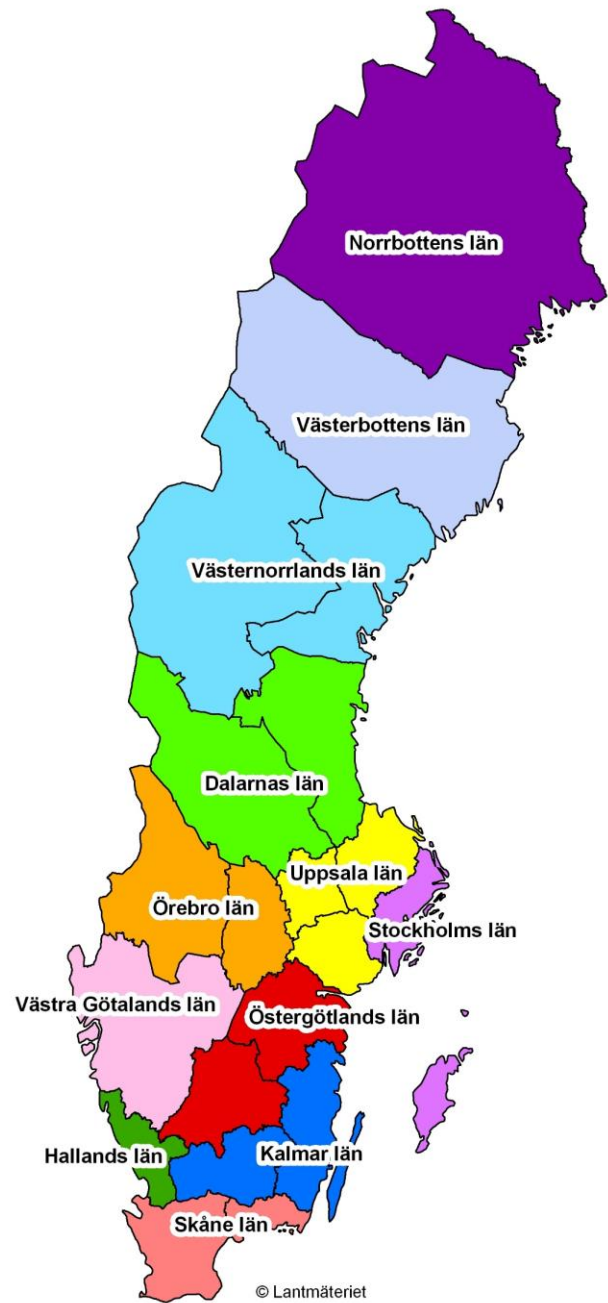 Norrbottens län
Västerbottens län
Västernorrlands län
Dalarnas län
Uppsala län
Örebro län
Stockholms län
Västra Götalands län
Östergötlands län
Hallands län
Kalmar län
Skåne län
© Lantmäteriet